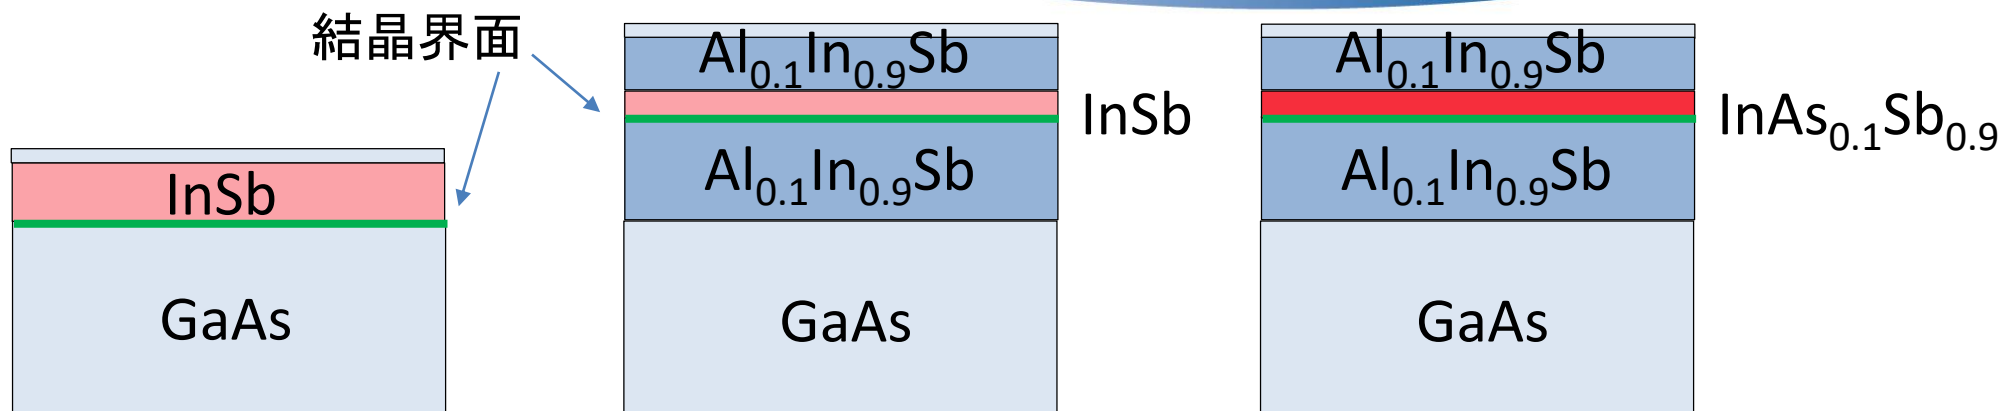 結晶界面
InSb
GaAs
Al0.1In0.9Sb
InSb
Al0.1In0.9Sb
GaAs
Al0.1In0.9Sb
InAs0.1Sb0.9
Al0.1In0.9Sb
GaAs